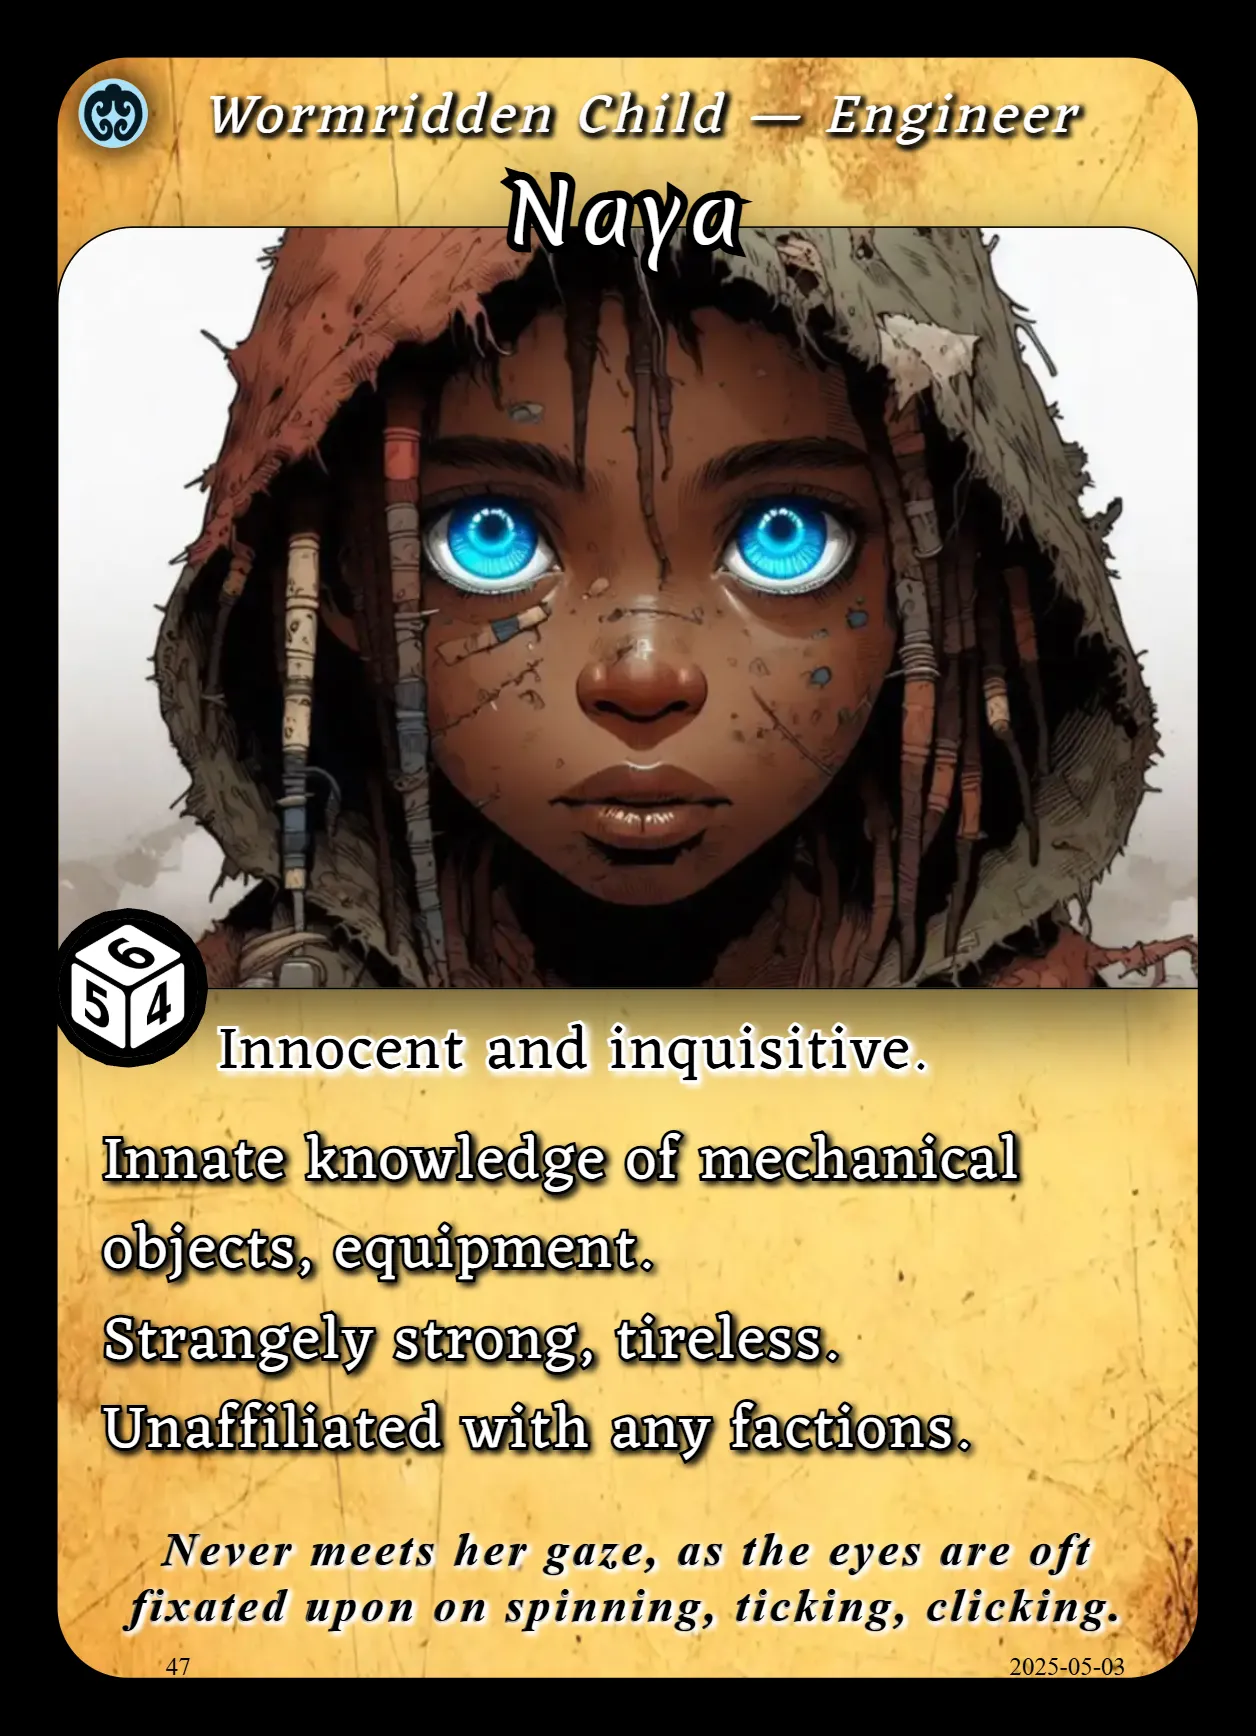 Wormridden Child — Engineer
Naya
6
5 4
Innocent and inquisitive.
Innate knowledge of mechanical
objects, equipment.
Strangely strong, tireless.
Unaffiliated with any factions.
Never meets her gaze, as the eyes are oft
fixated upon on spinning, ticking, clicking.
47 2025-05-03